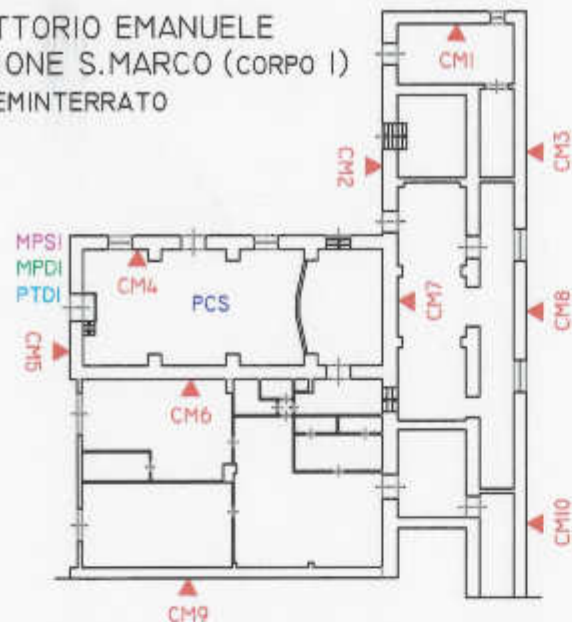 TTORIO EMANUELE
IONE S.MARCO (CORPO I)
EMINTERRATO
CM1
CM2
CM3
MPSI
MPDI
PTDI
CM4
PCS
CM7
CM8
CM5
CM6
CM10
CM9